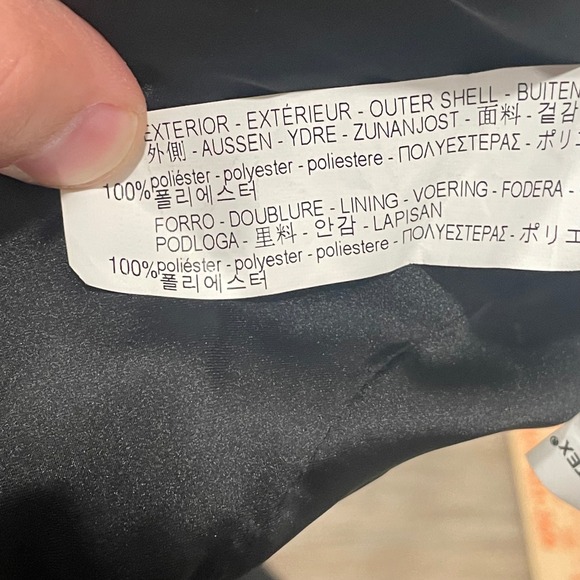 EXTERIOR - EXTÉRIEUR - OUTER SHELL - BUITEN
外側 - AUSSEN - YDRE - ZUNANJOST - 面料 - 겉감
100%poliéster - polyester - poliestere - ΠΟΛΥΕΣΤΕΡΑΣ - ポリエ
폴리에스터
FORRO - DOUBLURE - LINING - VOERING - FODERA -
PODLOGA - 里料 - 안감 - LAPISAN
100%poliéster - polyester - poliestere - ΠΟΛΥΕΣΤΕΡΑΣ - ポリエ
폴리에스터
EX®